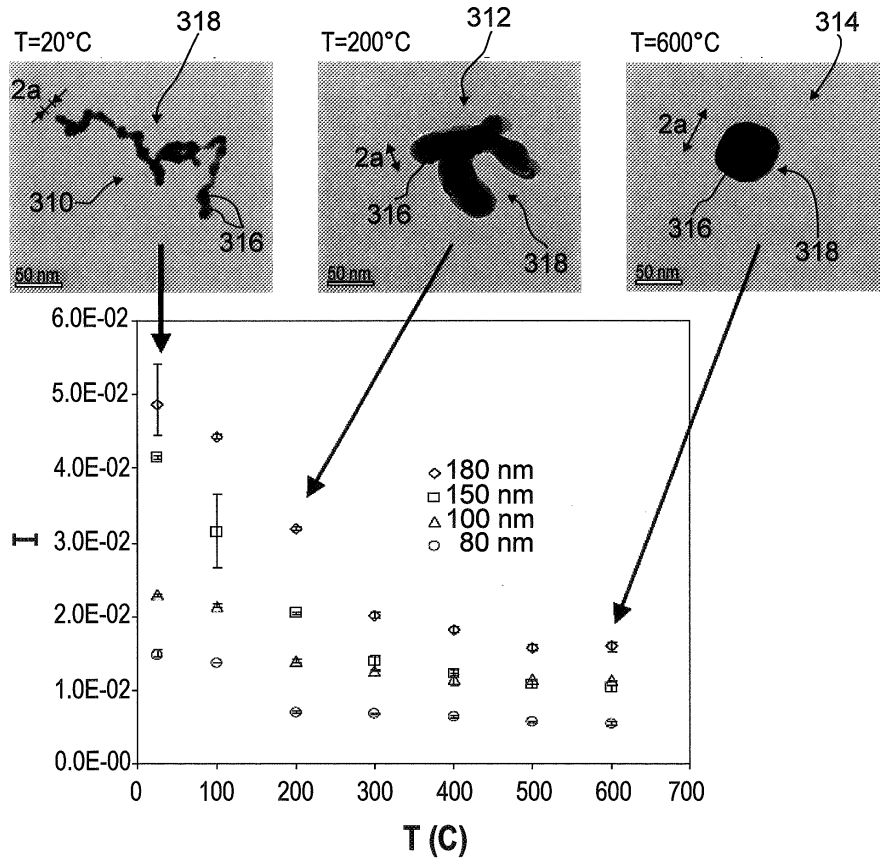 T=20°C
318
2a
310
316
50 nm
T=200°C
312
2a
316
318
50 nm
T=600°C
314
2a
316
318
50 nm
6.0E-02
5.0E-02
4.0E-02
3.0E-02
2.0E-02
1.0E-02
0.0E-00
I
180 nm
150 nm
100 nm
80 nm
0 100 200 300 400 500 600 700
T (C)